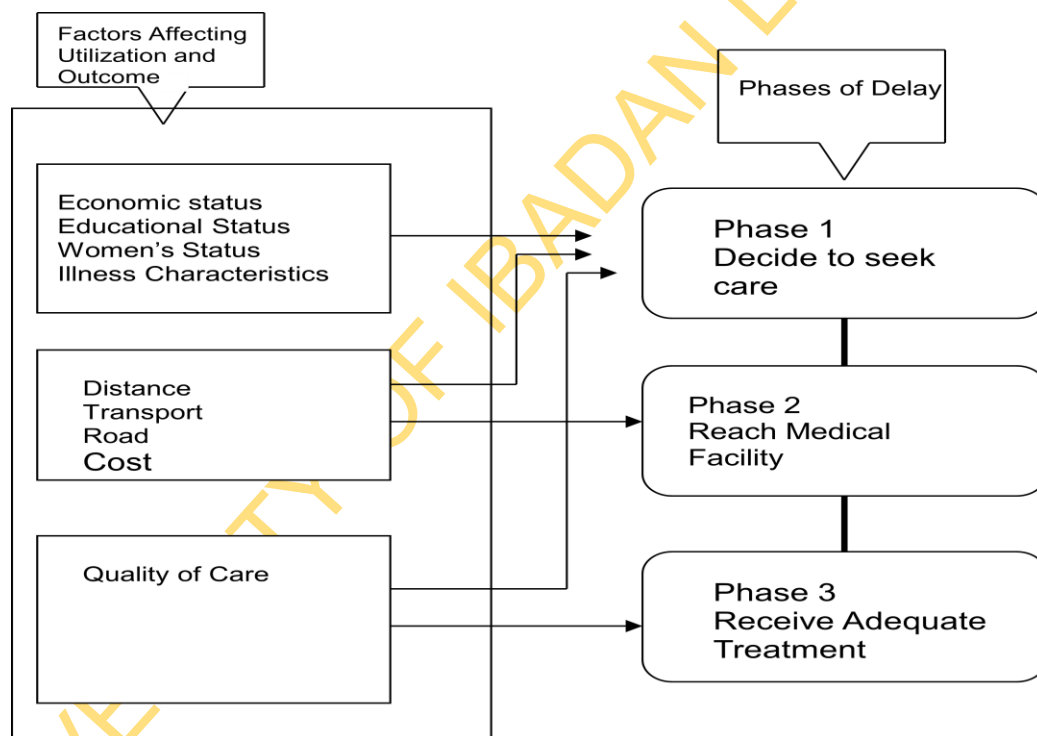 Factors Affecting
Utilization and
Outcome
Phases of Delay
Economic status
Educational Status
Women's Status
Illness Characteristics
Distance
Transport
Road
Cost
Quality of Care
Phase 1
Decide to seek
care
Phase 2
Reach Medical
Facility
Phase 3
Receive Adequate
Treatment
OF IBADAN